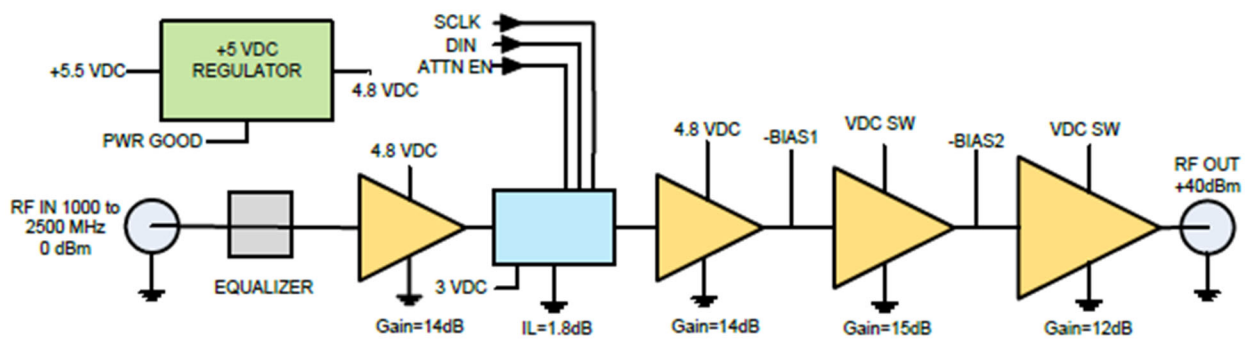 SCLK
DIN
ATTN EN
+5 VDC
REGULATOR
+5.5 VDC
4.8 VDC
PWR GOOD
4.8 VDC
4.8 VDC
-BIAS1
VDC SW
-BIAS2
VDC SW
RF OUT
+40dBm
RF IN 1000 to
2500 MHz
0 dBm
EQUALIZER
3 VDC
Gain=14dB
IL=1.8dB
Gain=14dB
Gain=15dB
Gain=12dB